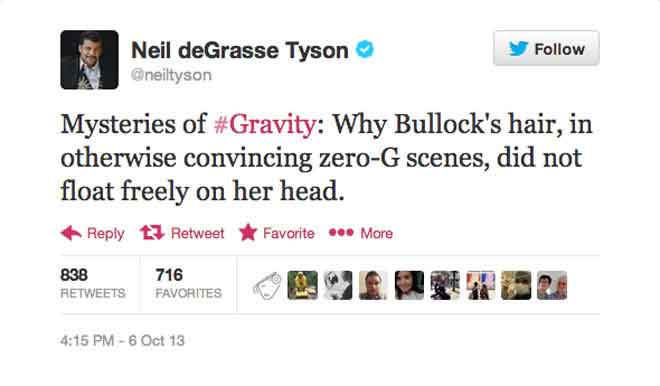 Neil deGrasse Tyson
@neiltyson
Follow
Mysteries of #Gravity: Why Bullock's hair, in
otherwise convincing zero-G scenes, did not
float freely on her head.
Reply Retweet Favorite More
838 716
RETWEETS FAVORITES
4:15 PM - 6 Oct 13